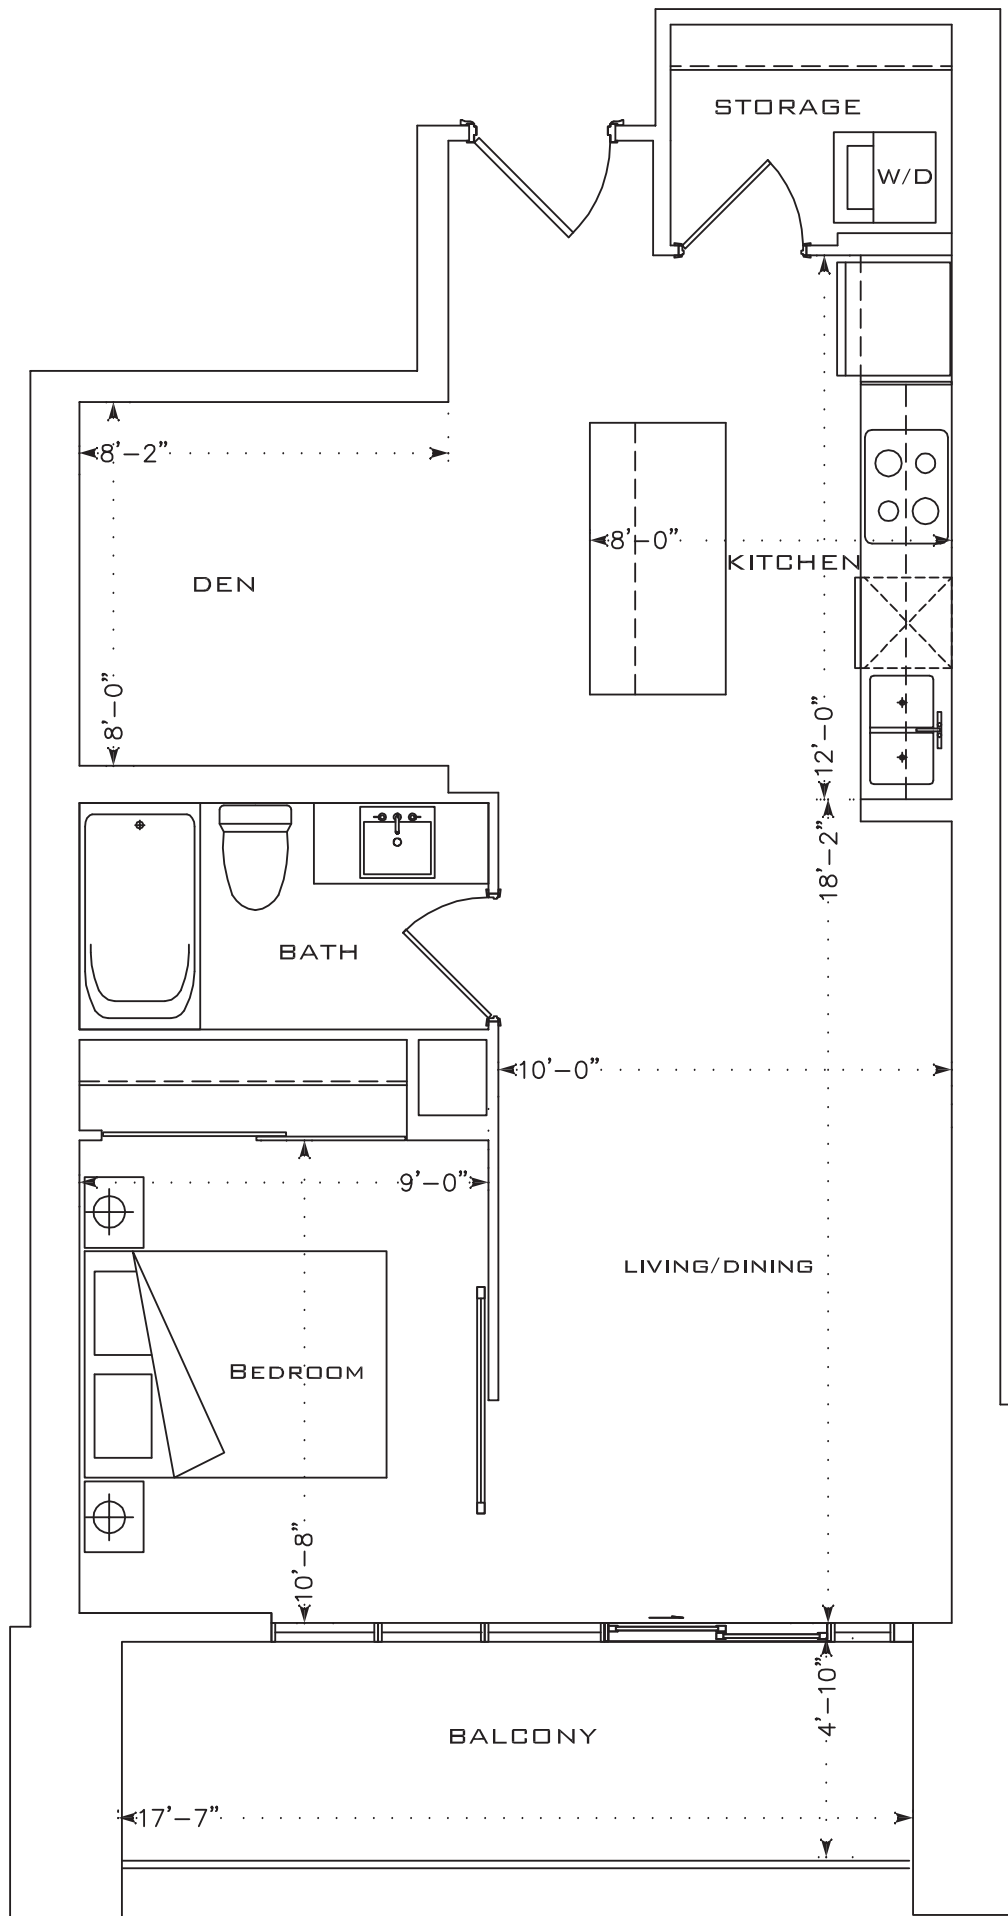 STORAGE
W/D
8'-2"
8'-0"
KITCHEN
DEN
8'-0"
12'-0"
18'-2"
BATH
10'-0"
9'-0"
LIVING/DINING
BEDROOM
10'-8"
4'-10"
BALCONY
17'-7"